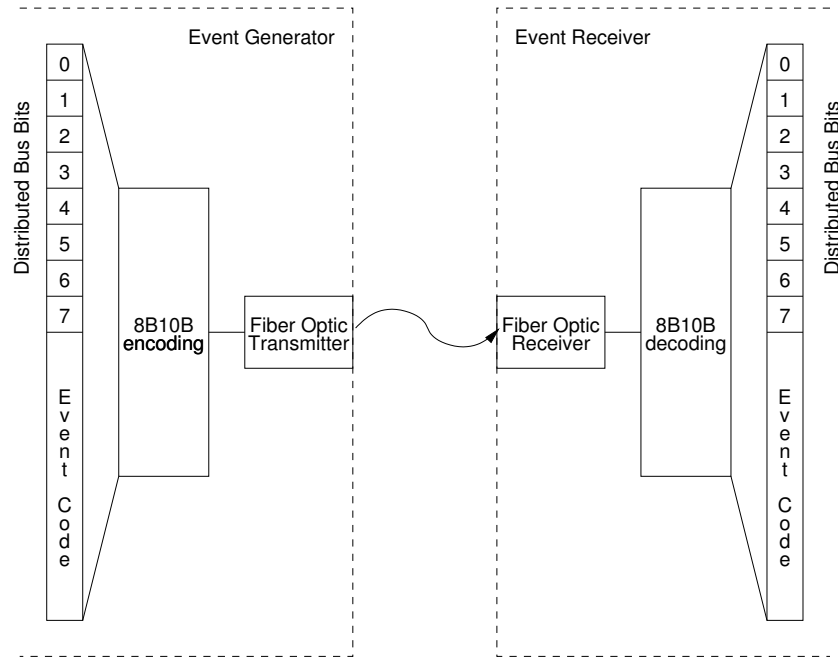 Event Generator
Distributed Bus Bits
0
1
2
3
4
5
6
7
Event Code
8B10B
encoding
Fiber Optic
Transmitter
Event Receiver
Fiber Optic
Receiver
8B10B
decoding
0
1
2
3
4
5
6
7
Event Code
Distributed Bus Bits